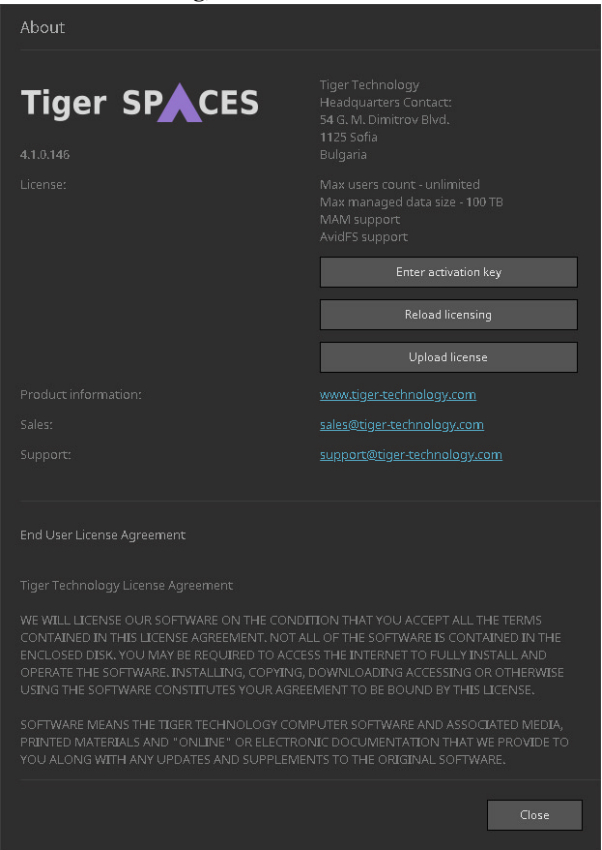 About
Tiger SPACES
Tiger Technology
Headquarters Contact:
54 G. M. Dimitrov Blvd.
1125 Sofia
Bulgaria
4.1.0.146
License:
Max users count - unlimited
Max managed data size - 100 TB
MAM support
AvidFS support
Enter activation key
Reload licensing
Upload license
Product information:
www.tiger-technology.com
Sales:
sales@tiger-technology.com
Support:
support@tiger-technology.com
End User License Agreement
Tiger Technology License Agreement
WE WILL LICENSE OUR SOFTWARE ON THE CONDITION THAT YOU ACCEPT ALL THE TERMS
CONTAINED IN THIS LICENSE AGREEMENT. NOT ALL OF THE SOFTWARE IS CONTAINED IN THE
ENCLOSED DISK. YOU MAY BE REQUIRED TO ACCESS THE INTERNET TO FULLY INSTALL AND
OPERATE THE SOFTWARE. INSTALLING, COPYING, DOWNLOADING ACCESSING OR OTHERWISE
USING THE SOFTWARE CONSTITUTES YOUR AGREEMENT TO BE BOUND BY THIS LICENSE.
SOFTWARE MEANS THE TIGER TECHNOLOGY COMPUTER SOFTWARE AND ASSOCIATED MEDIA,
PRINTED MATERIALS AND "ONLINE" OR ELECTRONIC DOCUMENTATION THAT WE PROVIDE TO
YOU ALONG WITH ANY UPDATES AND SUPPLEMENTS TO THE ORIGINAL SOFTWARE.
Close